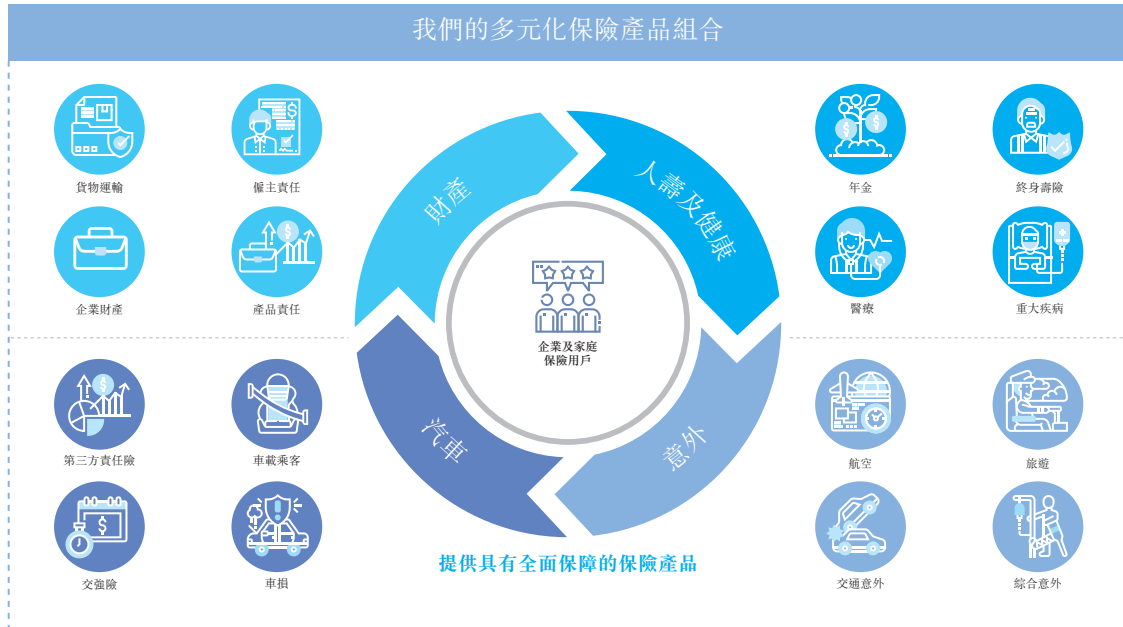 我們的多元化保險產品組合
貨物運輸
僱主責任
企業財產
產品責任
財產
人壽及健康
年金
終身壽險
醫療
重大疾病
企業及家庭
保險用戶
第三方責任險
車載乘客
交強險
車損
汽車
意外
航空
旅遊
交通意外
綜合意外
提供具有全面保障的保險產品